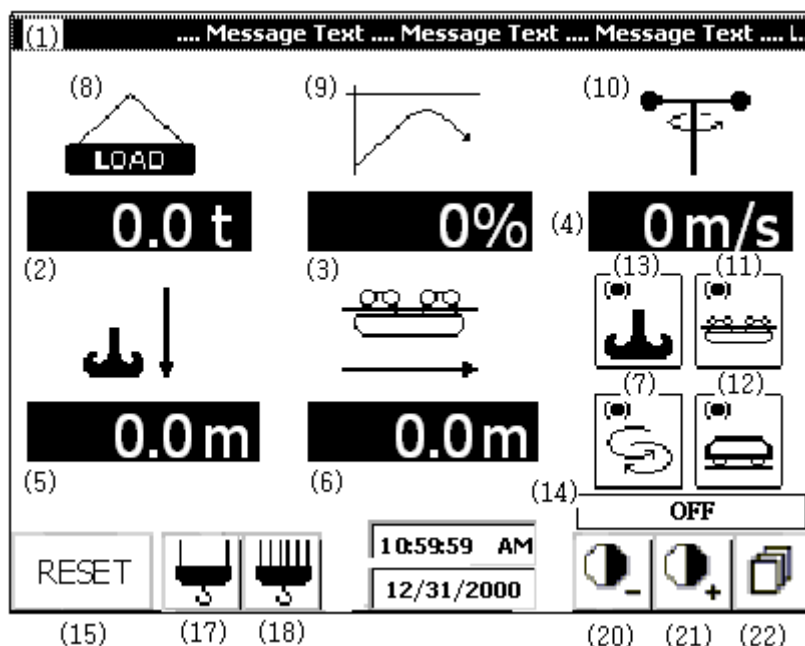 (1) .... Message Text .... Message Text .... Message Text .... L..
(8) (9) (10)
LOAD
0.0 t 0% (4) 0 m/s
(2) (3) (13) (11)
(7) (12)
0.0 m 0.0 m
(5) (6) (14)
OFF
RESET 10:59:59 AM
12/31/2000
(15) (17) (18) (20) (21) (22)